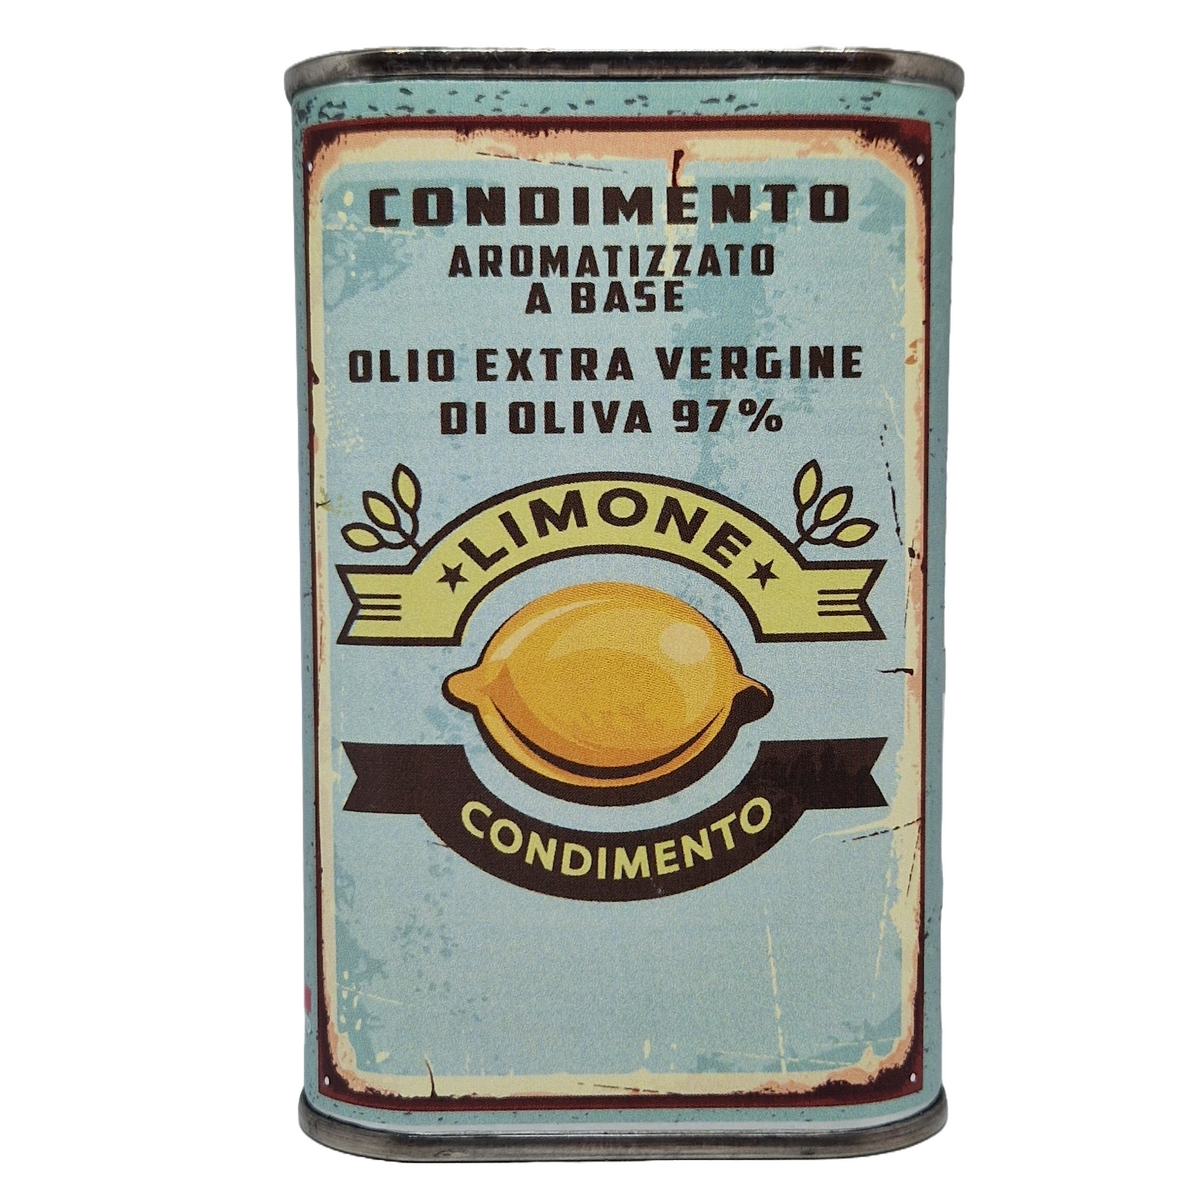 CONDIMENTO
AROMATIZZATO
A BASE
OLIO EXTRA VERGINE
DI OLIVA 97%
LIMONE
CONDIMENTO